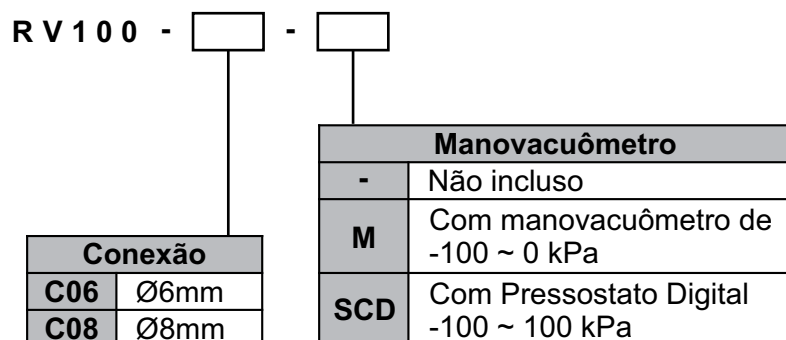 RV100 - -
Manovacuômetro
- Não incluso
M Com manovacuômetro de
-100 ~ 0 kPa
SCD Com Pressostato Digital
-100 ~ 100 kPa
Conexão
C06 Ø6mm
C08 Ø8mm